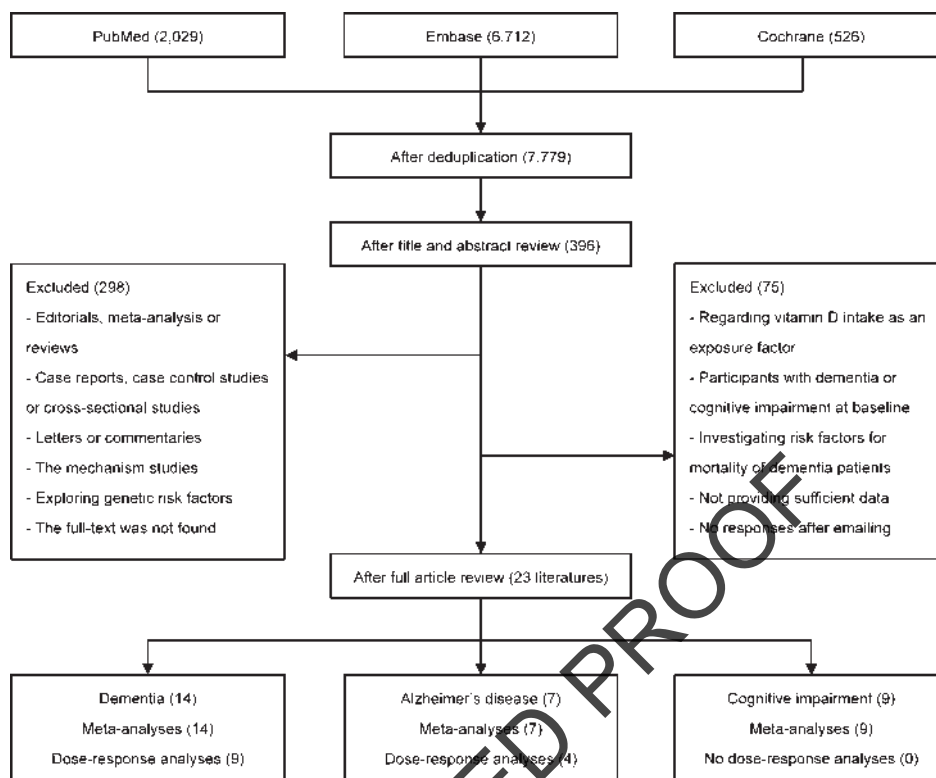 PubMed (2,029)
Embase (6.712)
Cochrane (526)
After deduplication (7.779)
After title and abstract review (396)
Excluded (298)
- Editorials, meta-analysis or
reviews
- Case reports, case control studies
or cross-sectional studies
- Letters or commentaries
- The mechanism studies
- Exploring genetic risk factors
- The full-text was not found
Excluded (75)
- Regarding vitamin D intake as an
exposure factor
- Participants with dementia or
cognitive impairment at baseline
- Investigating risk factors for
mortality of dementia patients
- Not providing sufficient data
- No responses after emailing
After full article review (23 literatures)
Dementia (14)
Meta-analyses (14)
Dose-response analyses (9)
Alzheimer's disease (7)
Meta-analyses (7)
Dose-response analyses (4)
Cognitive impairment (9)
Meta-analyses (9)
No dose-response analyses (0)
ED PROOF